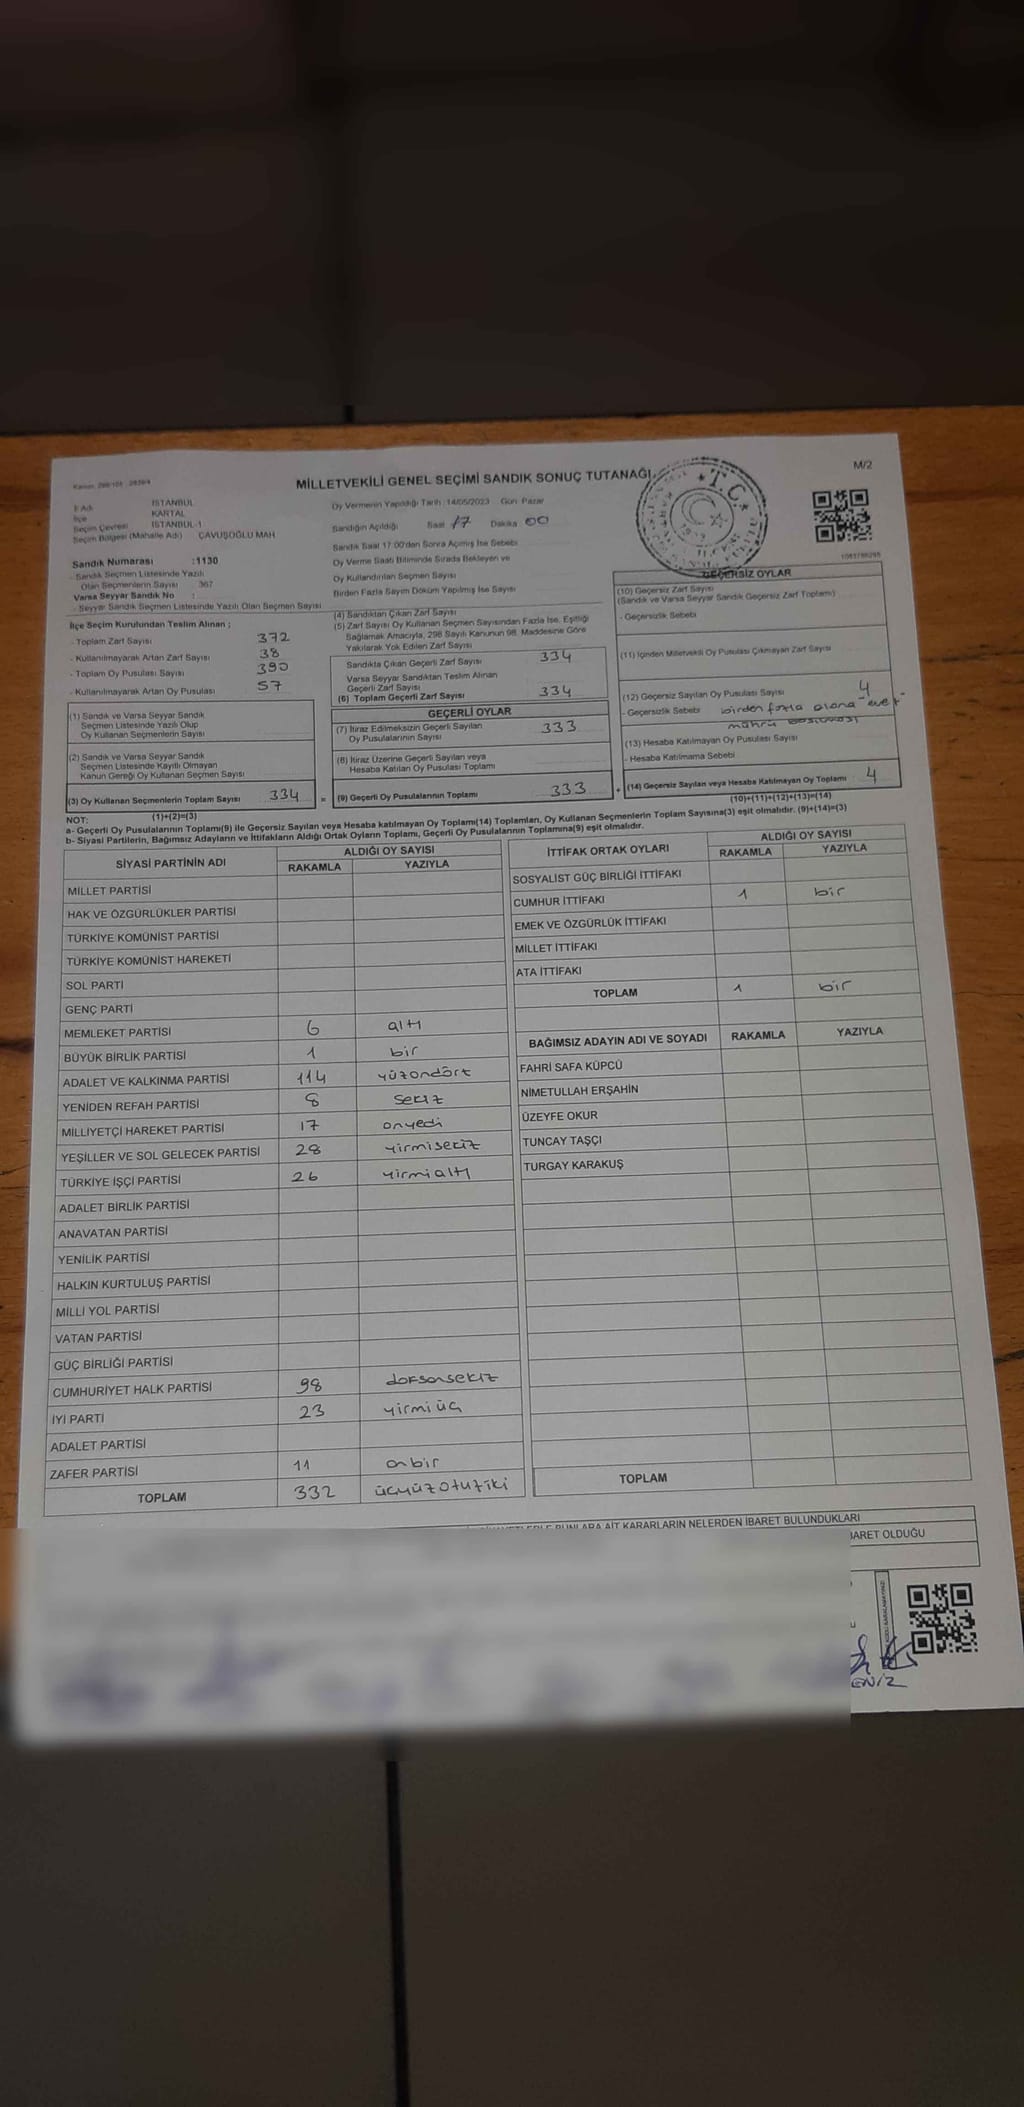 M/2
MİLLETVEKİLİ GENEL SEÇİMİ SANDIK SONUÇ TUTANAĞI
T.C.
İl Adı İSTANBUL
İlçe KARTAL
Seçim Çevresi İSTANBUL-1
Seçim Bölgesi (Mahalle Adı) ÇAVUŞOĞLU MAH
Sandık Numarası :1130
- Sandık Seçmen Listesinde Yazılı
Olan Seçmenlerin Sayısı : 367
Varsa Seyyar Sandık No :
- Seyyar Sandık Seçmen Listesinde Yazılı Olan Seçmen Sayısı
İlçe Seçim Kurulundan Teslim Alınan ;
- Toplam Zarf Sayısı 372
- Kullanılmayarak Artan Zarf Sayısı 38
- Toplam Oy Pusulası Sayısı 390
- Kullanılmayarak Artan Oy Pusulası 57
(1) Sandık ve Varsa Seyyar Sandık
Seçmen Listesinde Yazılı Olup
Oy Kullanan Seçmenlerin Sayısı
(2) Sandık ve Varsa Seyyar Sandık
Seçmen Listesinde Kayıtlı Olmayan
Kanun Gereği Oy Kullanan Seçmen Sayısı
(3) Oy Kullanan Seçmenlerin Toplam Sayısı 334 =
(1)+(2)=(3)
Oy Vermenin Yapıldığı Tarih :14/05/2023 Gün: Pazar
Sandığın Açıldığı Saat 17 Dakika 00
Sandık Saat 17:00'den Sonra Açılmış İse Sebebi
Oy Verme Saati Bitiminde Sırada Bekleyen ve
Oy Kullandırılan Seçmen Sayısı
Birden Fazla Sayım Döküm Yapılmış İse Sayısı
(4) Sandıktan Çıkan Zarf Sayısı
(5) Zarf Sayısı Oy Kullanan Seçmen Sayısından Fazla İse, Eşitliği
Sağlamak Amacıyla, 298 Sayılı Kanunun 98. Maddesine Göre
Yakılarak Yok Edilen Zarf Sayısı
Sandıkta Çıkan Geçerli Zarf Sayısı 334
Varsa Seyyar Sandıktan Teslim Alınan
Geçerli Zarf Sayısı
(6) Toplam Geçerli Zarf Sayısı 334
GEÇERLİ OYLAR
(7) İtiraz Edilmeksizin Geçerli Sayılan
Oy Pusulalarının Sayısı 333
(8) İtiraz Üzerine Geçerli Sayılan veya
Hesaba Katılan Oy Pusulası Toplamı
(9) Geçerli Oy Pusulalarının Toplamı 333 +
GEÇERSİZ OYLAR
(10) Geçersiz Zarf Sayısı
(Sandık ve Varsa Seyyar Sandık Geçersiz Zarf Toplamı)
- Geçersizlik Sebebi
(11) İçinden Milletvekili Oy Pusulası Çıkmayan Zarf Sayısı
(12) Geçersiz Sayılan Oy Pusulası Sayısı 4
- Geçersizlik Sebebi birden fazla alana "evet"
mührü basılması
(13) Hesaba Katılmayan Oy Pusulası Sayısı
- Hesaba Katılmama Sebebi
(14) Geçersiz Sayılan veya Hesaba Katılmayan Oy Toplamı 4
(10)+(11)+(12)+(13)=(14)
NOT:
a- Geçerli Oy Pusulalarının Toplamı(9) ile Geçersiz Sayılan veya Hesaba katılmayan Oy Toplamı(14) Toplamları, Oy Kullanan Seçmenlerin Toplam Sayısına(3) eşit olmalıdır. (9)+(14)=(3)
b- Siyasi Partilerin, Bağımsız Adayların ve İttifakların Aldığı Ortak Oyların Toplamı, Geçerli Oy Pusulalarının Toplamına(9) eşit olmalıdır.
SİYASİ PARTİNİN ADI ALDIĞI OY SAYISI
RAKAMLA YAZIYLA
MİLLET PARTİSİ
HAK VE ÖZGÜRLÜKLER PARTİSİ
TÜRKİYE KOMÜNİST PARTİSİ
TÜRKİYE KOMÜNİST HAREKETİ
SOL PARTİ
GENÇ PARTİ
MEMLEKET PARTİSİ 6 altı
BÜYÜK BİRLİK PARTİSİ 1 bir
ADALET VE KALKINMA PARTİSİ 114 yüzondört
YENİDEN REFAH PARTİSİ 8 sekiz
MİLLİYETÇİ HAREKET PARTİSİ 17 onyedi
YEŞİLLER VE SOL GELECEK PARTİSİ 28 yirmisekiz
TÜRKİYE İŞÇİ PARTİSİ 26 yirmialtı
ADALET BİRLİK PARTİSİ
ANAVATAN PARTİSİ
YENİLİK PARTİSİ
HALKIN KURTULUŞ PARTİSİ
MİLLİ YOL PARTİSİ
VATAN PARTİSİ
GÜÇ BİRLİĞİ PARTİSİ
CUMHURİYET HALK PARTİSİ 98 doksansekiz
İYİ PARTİ 23 yirmiüç
ADALET PARTİSİ
ZAFER PARTİSİ 11 onbir
TOPLAM 332 üçyüzotuziki
İTTİFAK ORTAK OYLARI ALDIĞI OY SAYISI
RAKAMLA YAZIYLA
SOSYALİST GÜÇ BİRLİĞİ İTTİFAKI
CUMHUR İTTİFAKI 1 bir
EMEK VE ÖZGÜRLÜK İTTİFAKI
MİLLET İTTİFAKI
ATA İTTİFAKI
TOPLAM 1 bir
BAĞIMSIZ ADAYIN ADI VE SOYADI RAKAMLA YAZIYLA
FAHRİ SAFA KÜPCÜ
NİMETULLAH ERŞAHİN
ÜZEYFE OKUR
TUNCAY TAŞÇI
TURGAY KARAKUŞ
TOPLAM
BUNLARA AİT KARARLARIN NELERDEN İBARET BULUNDUKLARI
İBARET OLDUĞU